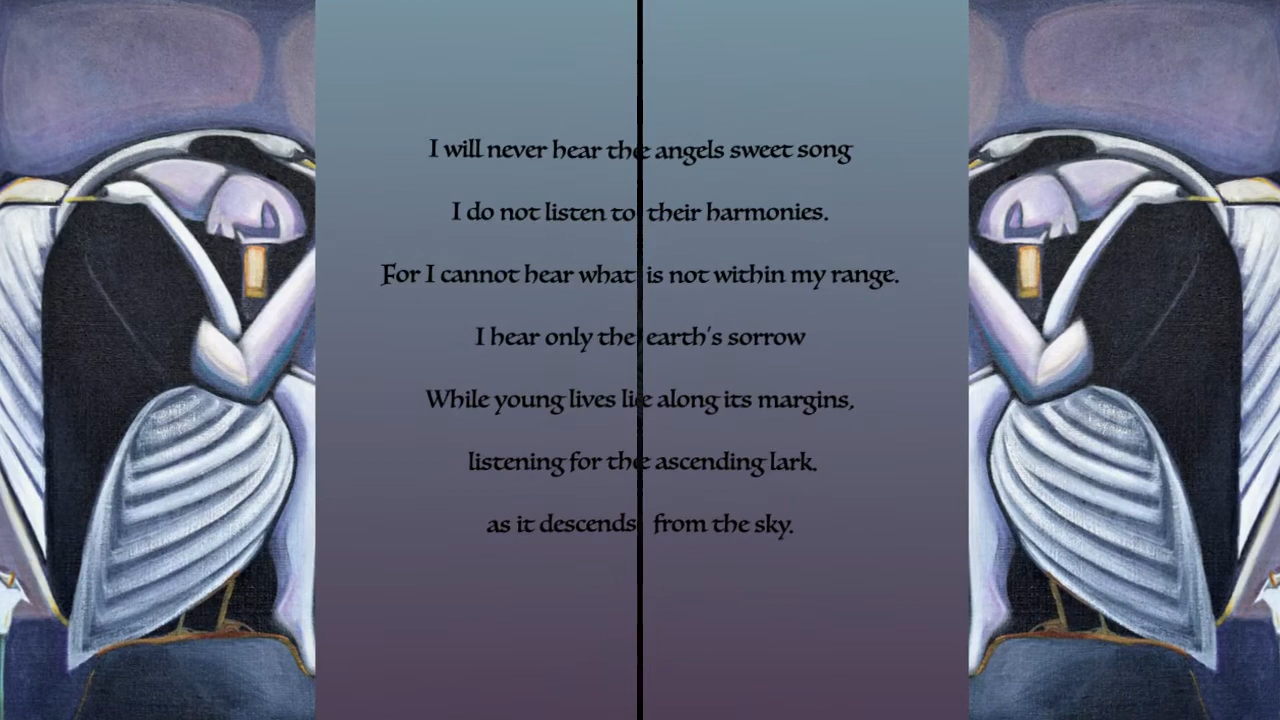 I will never hear the angels sweet song
I do not listen to their harmonies.
For I cannot hear what is not within my range.
I hear only the earth's sorrow
While young lives lie along its margins,
listening for the ascending lark.
as it descends from the sky.